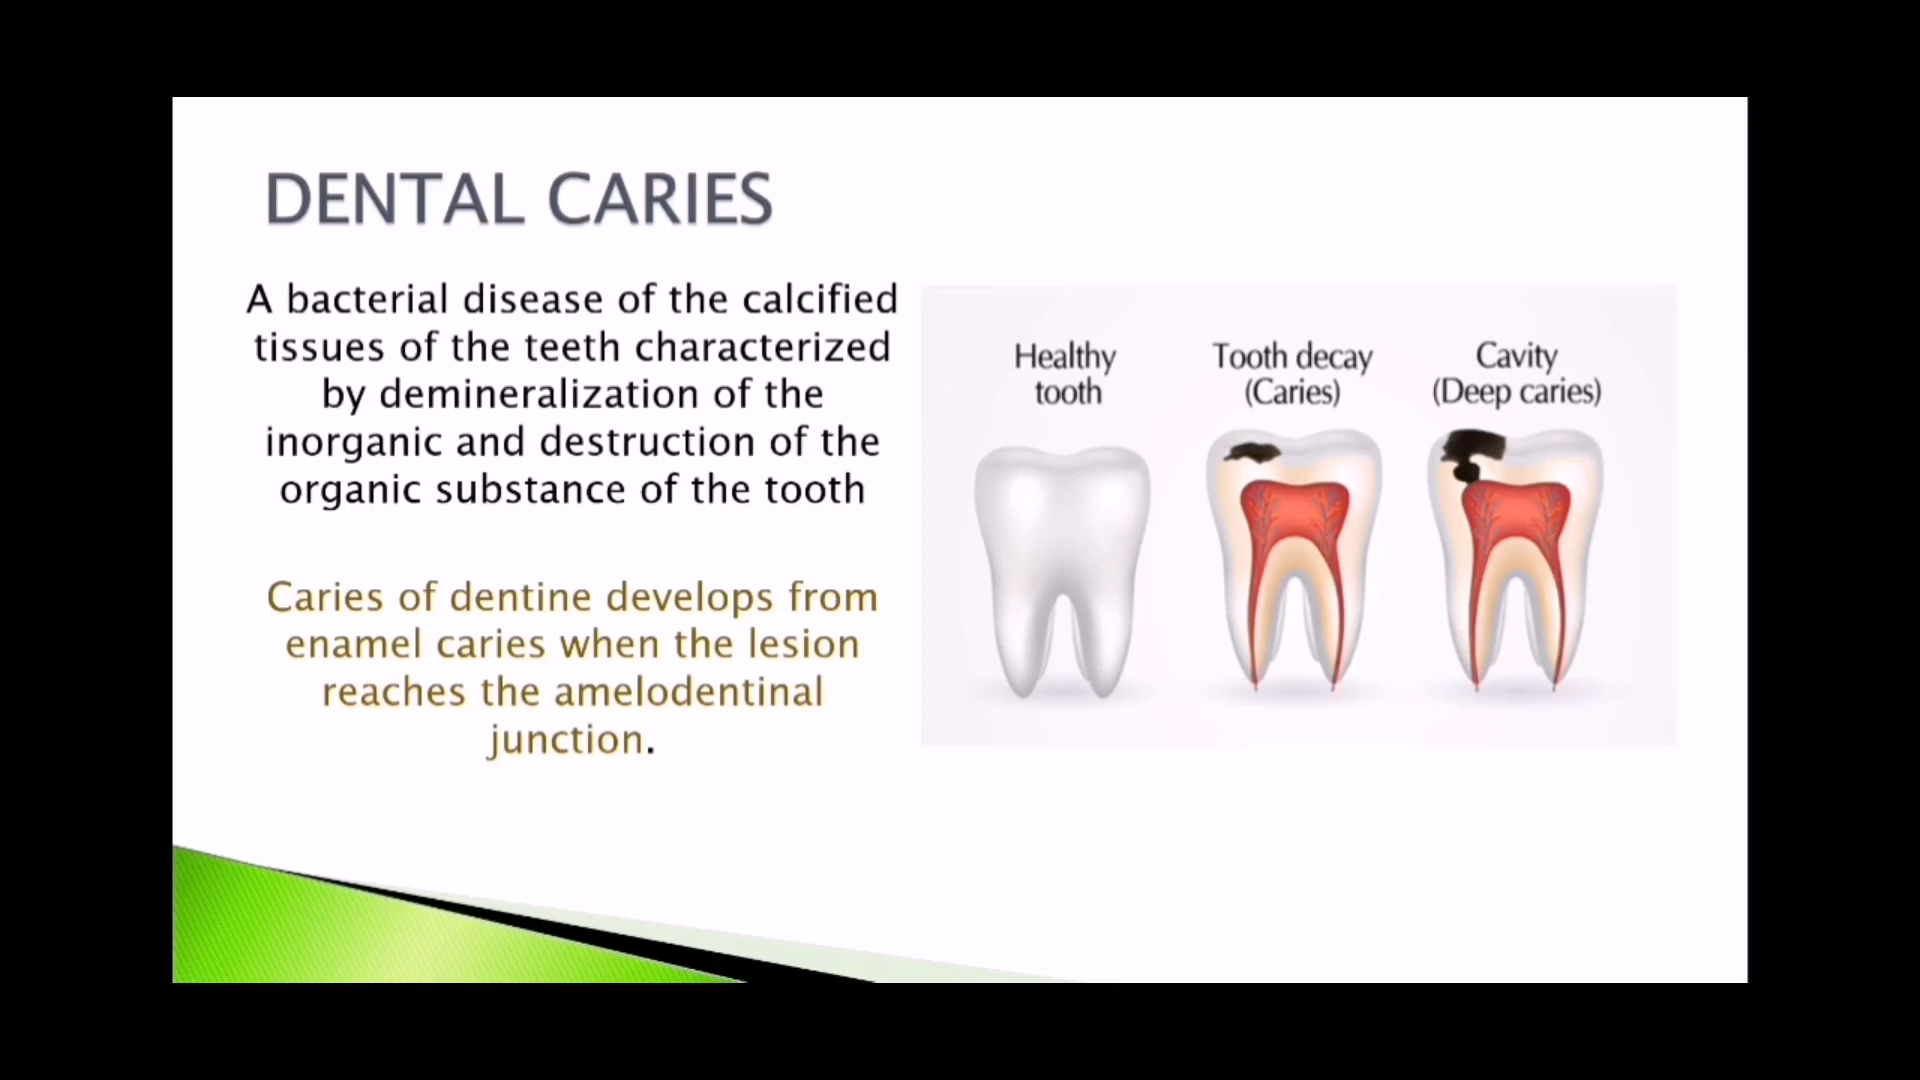 DENTAL CARIES
A bacterial disease of the calcified
tissues of the teeth characterized
by demineralization of the
inorganic and destruction of the
organic substance of the tooth
Caries of dentine develops from
enamel caries when the lesion
reaches the amelodentinal
junction.
Healthy
tooth
Tooth decay
(Caries)
Cavity
(Deep caries)